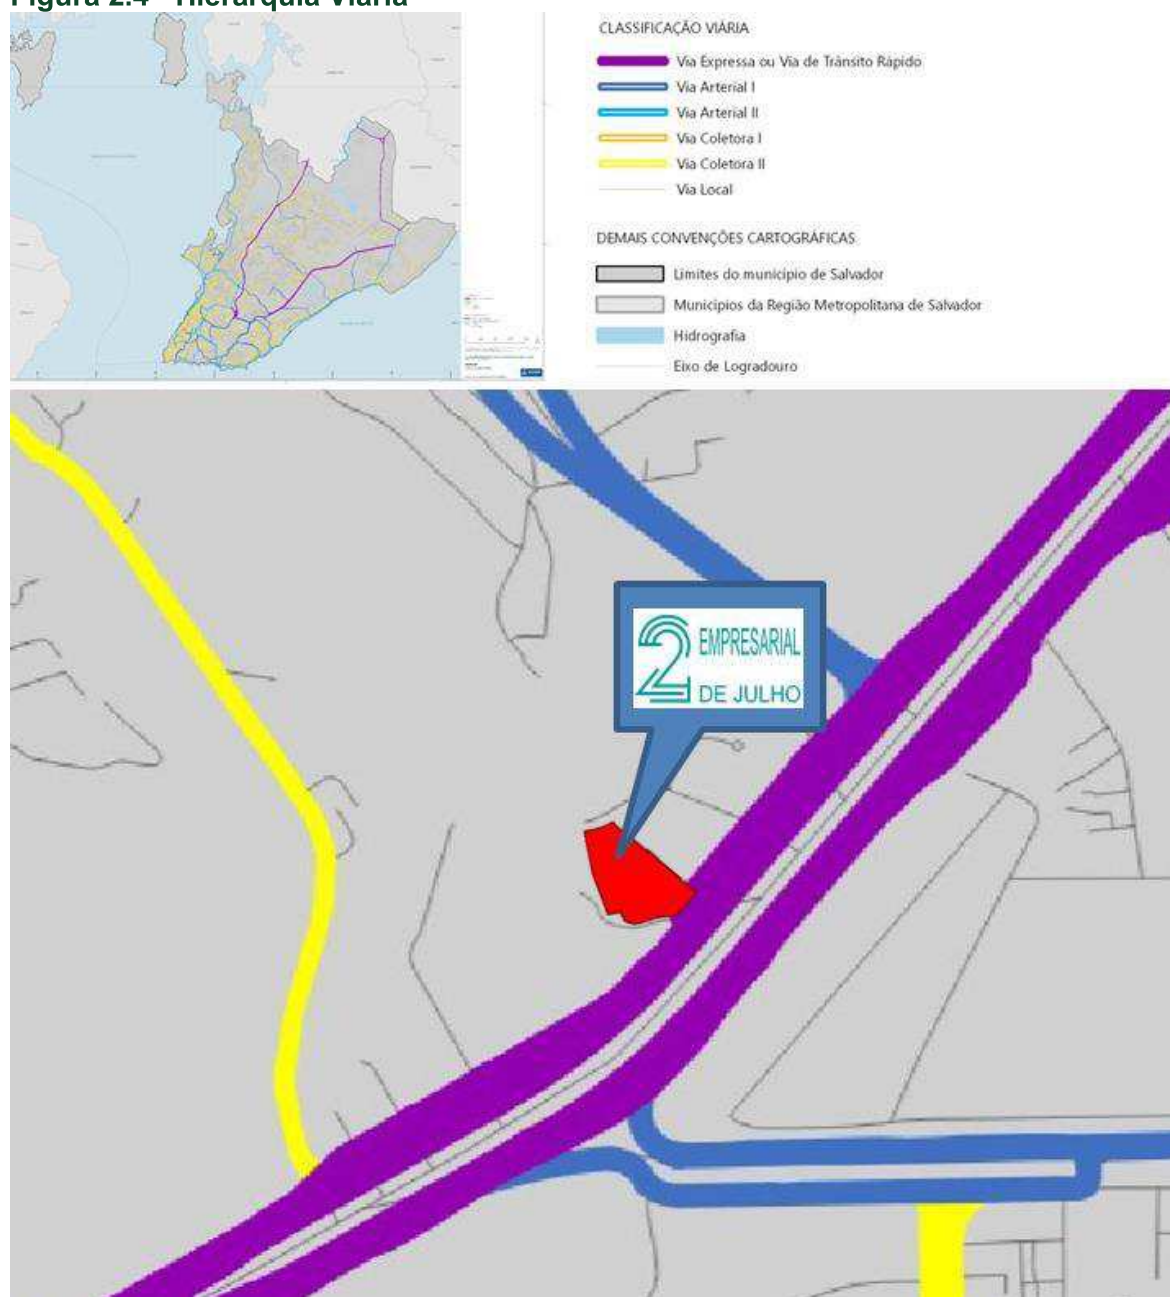 Figura 2.4 - Hierarquia Viária
CLASSIFICAÇÃO VIÁRIA
Via Expressa ou Via de Trânsito Rápido
Via Arterial I
Via Arterial II
Via Coletora I
Via Coletora II
Via Local
DEMAIS CONVENÇÕES CARTOGRÁFICAS
Limites do município de Salvador
Municípios da Região Metropolitana de Salvador
Hidrografia
Eixo de Logradouro
2 EMPRESARIAL
DE JULHO